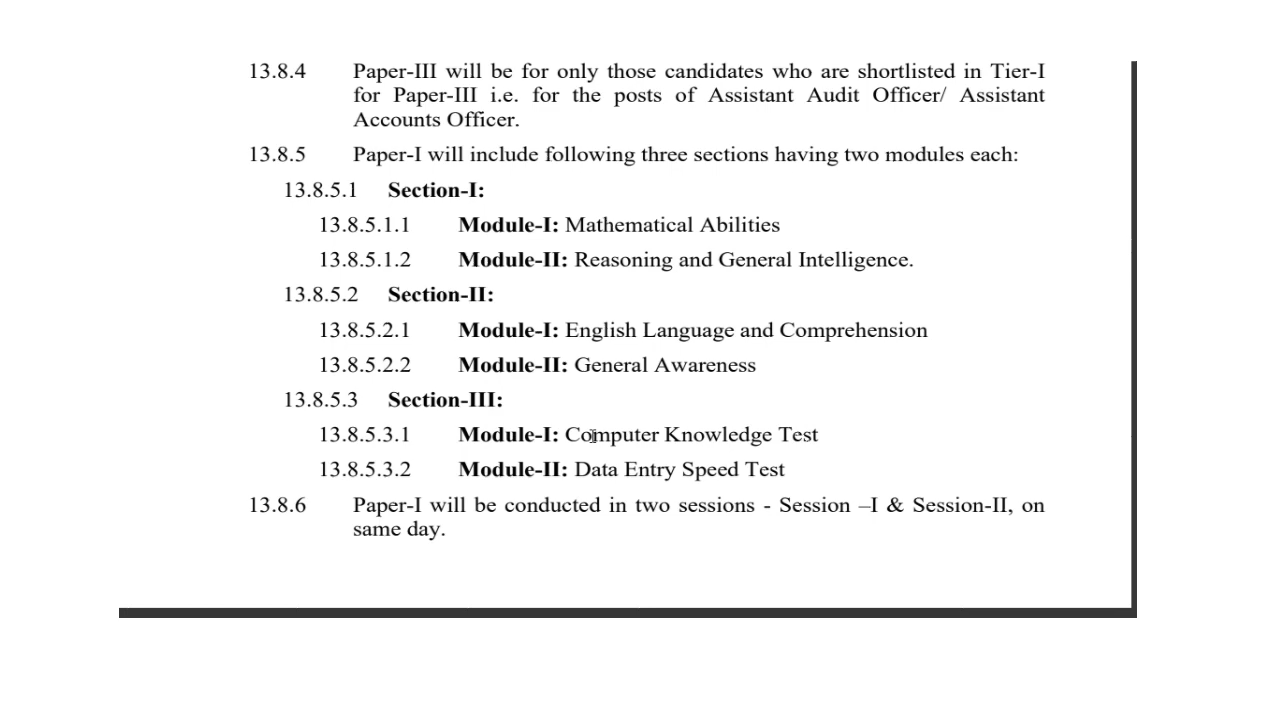 13.8.4 Paper-III will be for only those candidates who are shortlisted in Tier-I
for Paper-III i.e. for the posts of Assistant Audit Officer/ Assistant
Accounts Officer.
13.8.5 Paper-I will include following three sections having two modules each:
13.8.5.1 Section-I:
13.8.5.1.1 Module-I: Mathematical Abilities
13.8.5.1.2 Module-II: Reasoning and General Intelligence.
13.8.5.2 Section-II:
13.8.5.2.1 Module-I: English Language and Comprehension
13.8.5.2.2 Module-II: General Awareness
13.8.5.3 Section-III:
13.8.5.3.1 Module-I: Computer Knowledge Test
13.8.5.3.2 Module-II: Data Entry Speed Test
13.8.6 Paper-I will be conducted in two sessions - Session –I & Session-II, on
same day.